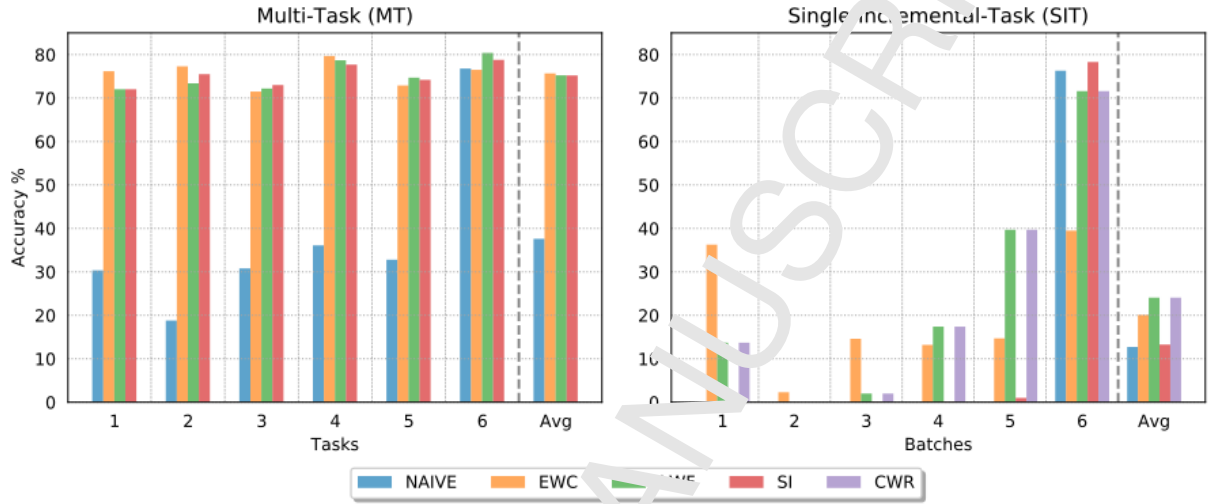 Multi-Task (MT)
Single-Incremental-Task (SIT)
Accuracy %
80
70
60
50
40
30
20
10
0
1 2 3 4 5 6 Avg
Tasks
80
70
60
50
40
30
20
10
0
1 2 3 4 5 6 Avg
Batches
NAIVE EWC SI CWR
MANUSCRI